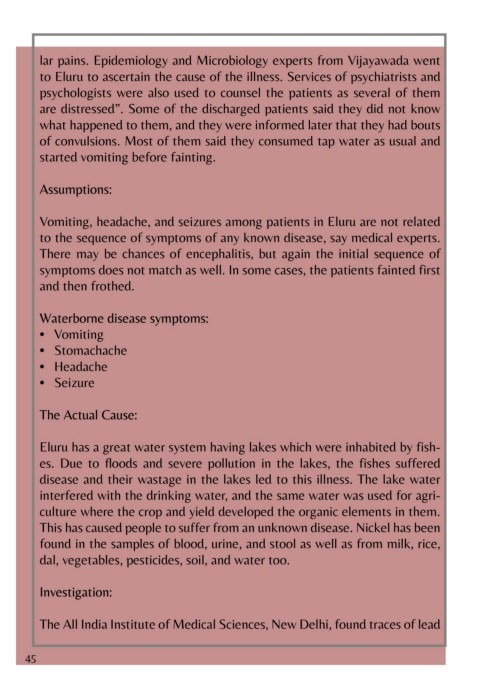 lar pains. Epidemiology and Microbiology experts from Vijayawada went
to Eluru to ascertain the cause of the illness. Services of psychiatrists and
psychologists were also used to counsel the patients as several of them
are distressed". Some of the discharged patients said they did not know
what happened to them, and they were informed later that they had bouts
of convulsions. Most of them said they consumed tap water as usual and
started vomiting before fainting.
Assumptions:
Vomiting, headache, and seizures among patients in Eluru are not related
to the sequence of symptoms of any known disease, say medical experts.
There may be chances of encephalitis, but again the initial sequence of
symptoms does not match as well. In some cases, the patients fainted first
and then frothed.
Waterborne disease symptoms:
• Vomiting
• Stomachache
• Headache
• Seizure
The Actual Cause:
Eluru has a great water system having lakes which were inhabited by fish-
es. Due to floods and severe pollution in the lakes, the fishes suffered
disease and their wastage in the lakes led to this illness. The lake water
interfered with the drinking water, and the same water was used for agri-
culture where the crop and yield developed the organic elements in them.
This has caused people to suffer from an unknown disease. Nickel has been
found in the samples of blood, urine, and stool as well as from milk, rice,
dal, vegetables, pesticides, soil, and water too.
Investigation:
The All India Institute of Medical Sciences, New Delhi, found traces of lead
45